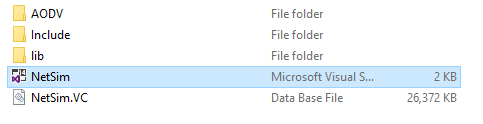 AODV File folder
Include File folder
lib File folder
NetSim Microsoft Visual S... 2 KB
NetSim.VC Data Base File 26,372 KB